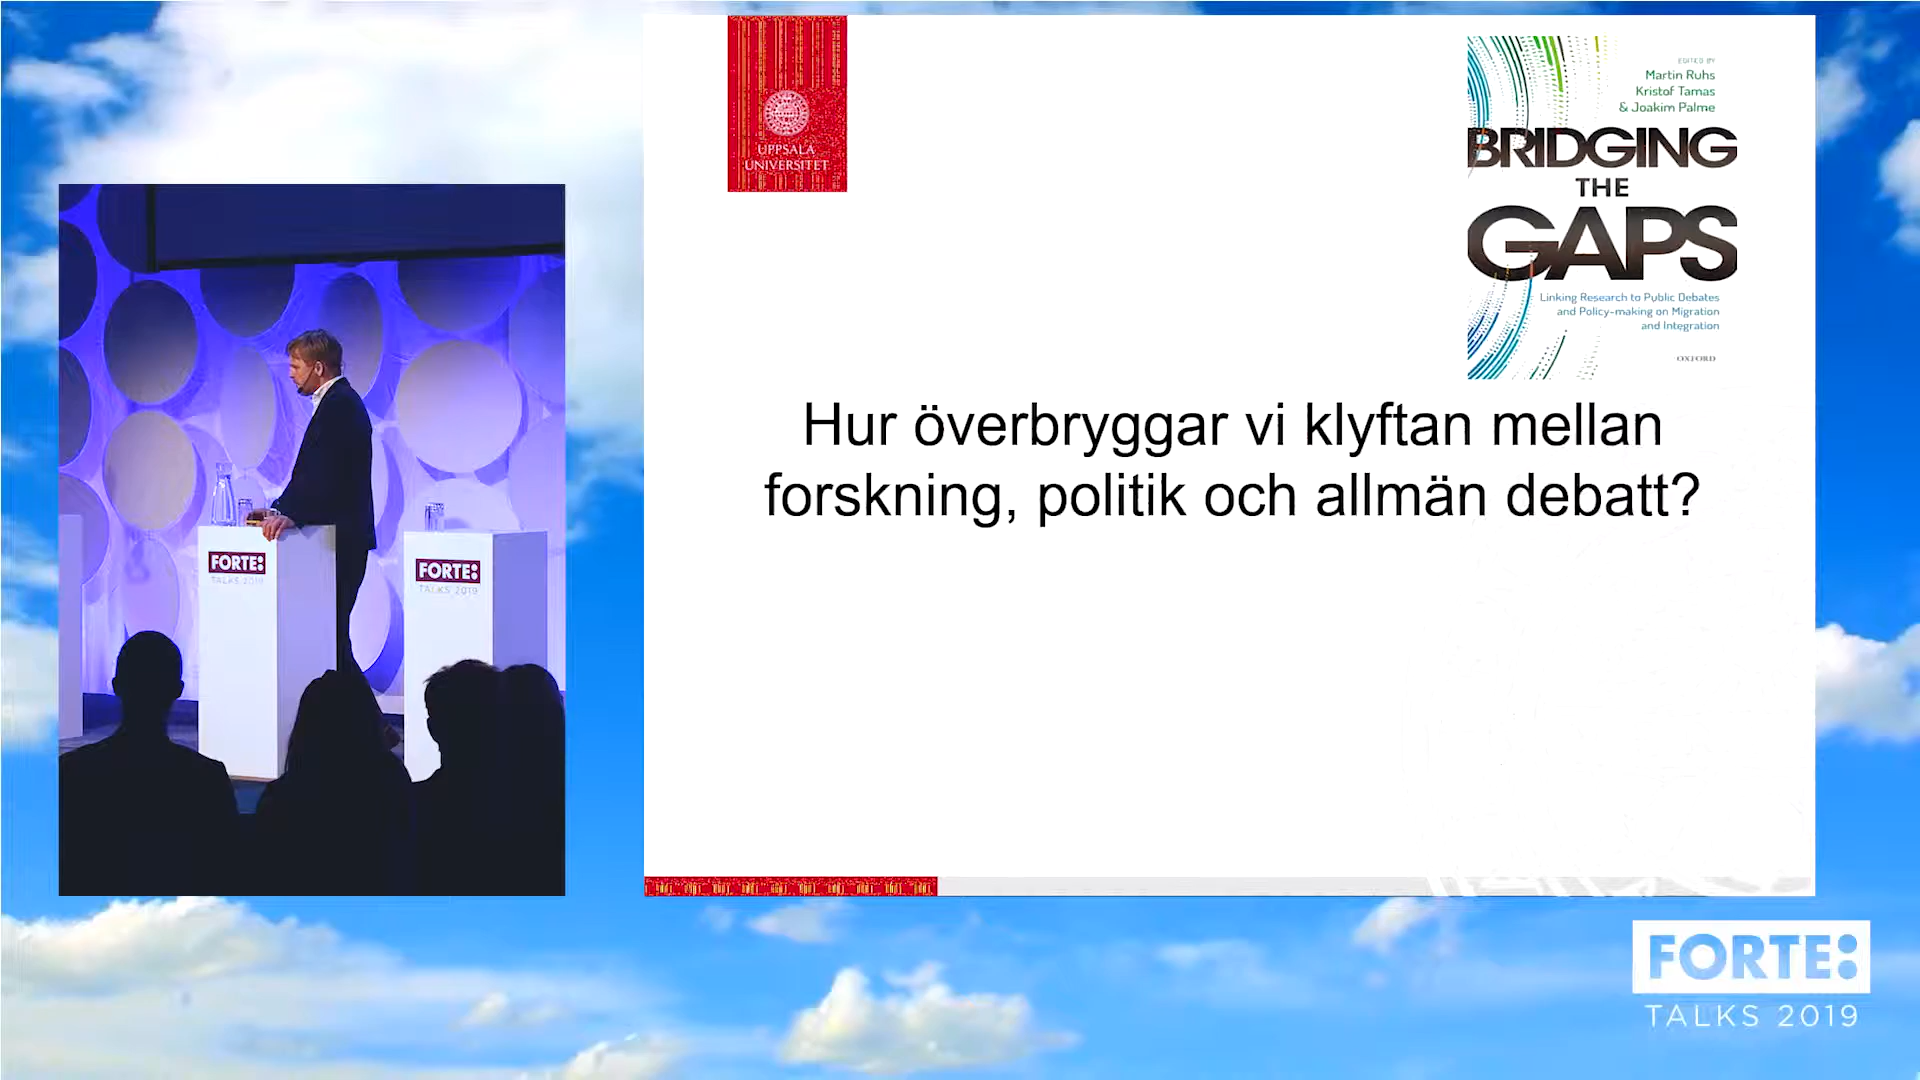 UPPSALA
UNIVERSITET
EDITED BY
Martin Ruhs
Kristof Tamas
& Joakim Palme
BRIDGING
THE
GAPS
Linking Research to Public Debates
and Policy-making on Migration
and Integration
OXFORD
Hur överbryggar vi klyftan mellan
forskning, politik och allmän debatt?
FORTE:
TALKS 2019
FORTE:
TALKS 2019
FORTE:
TALKS 2019